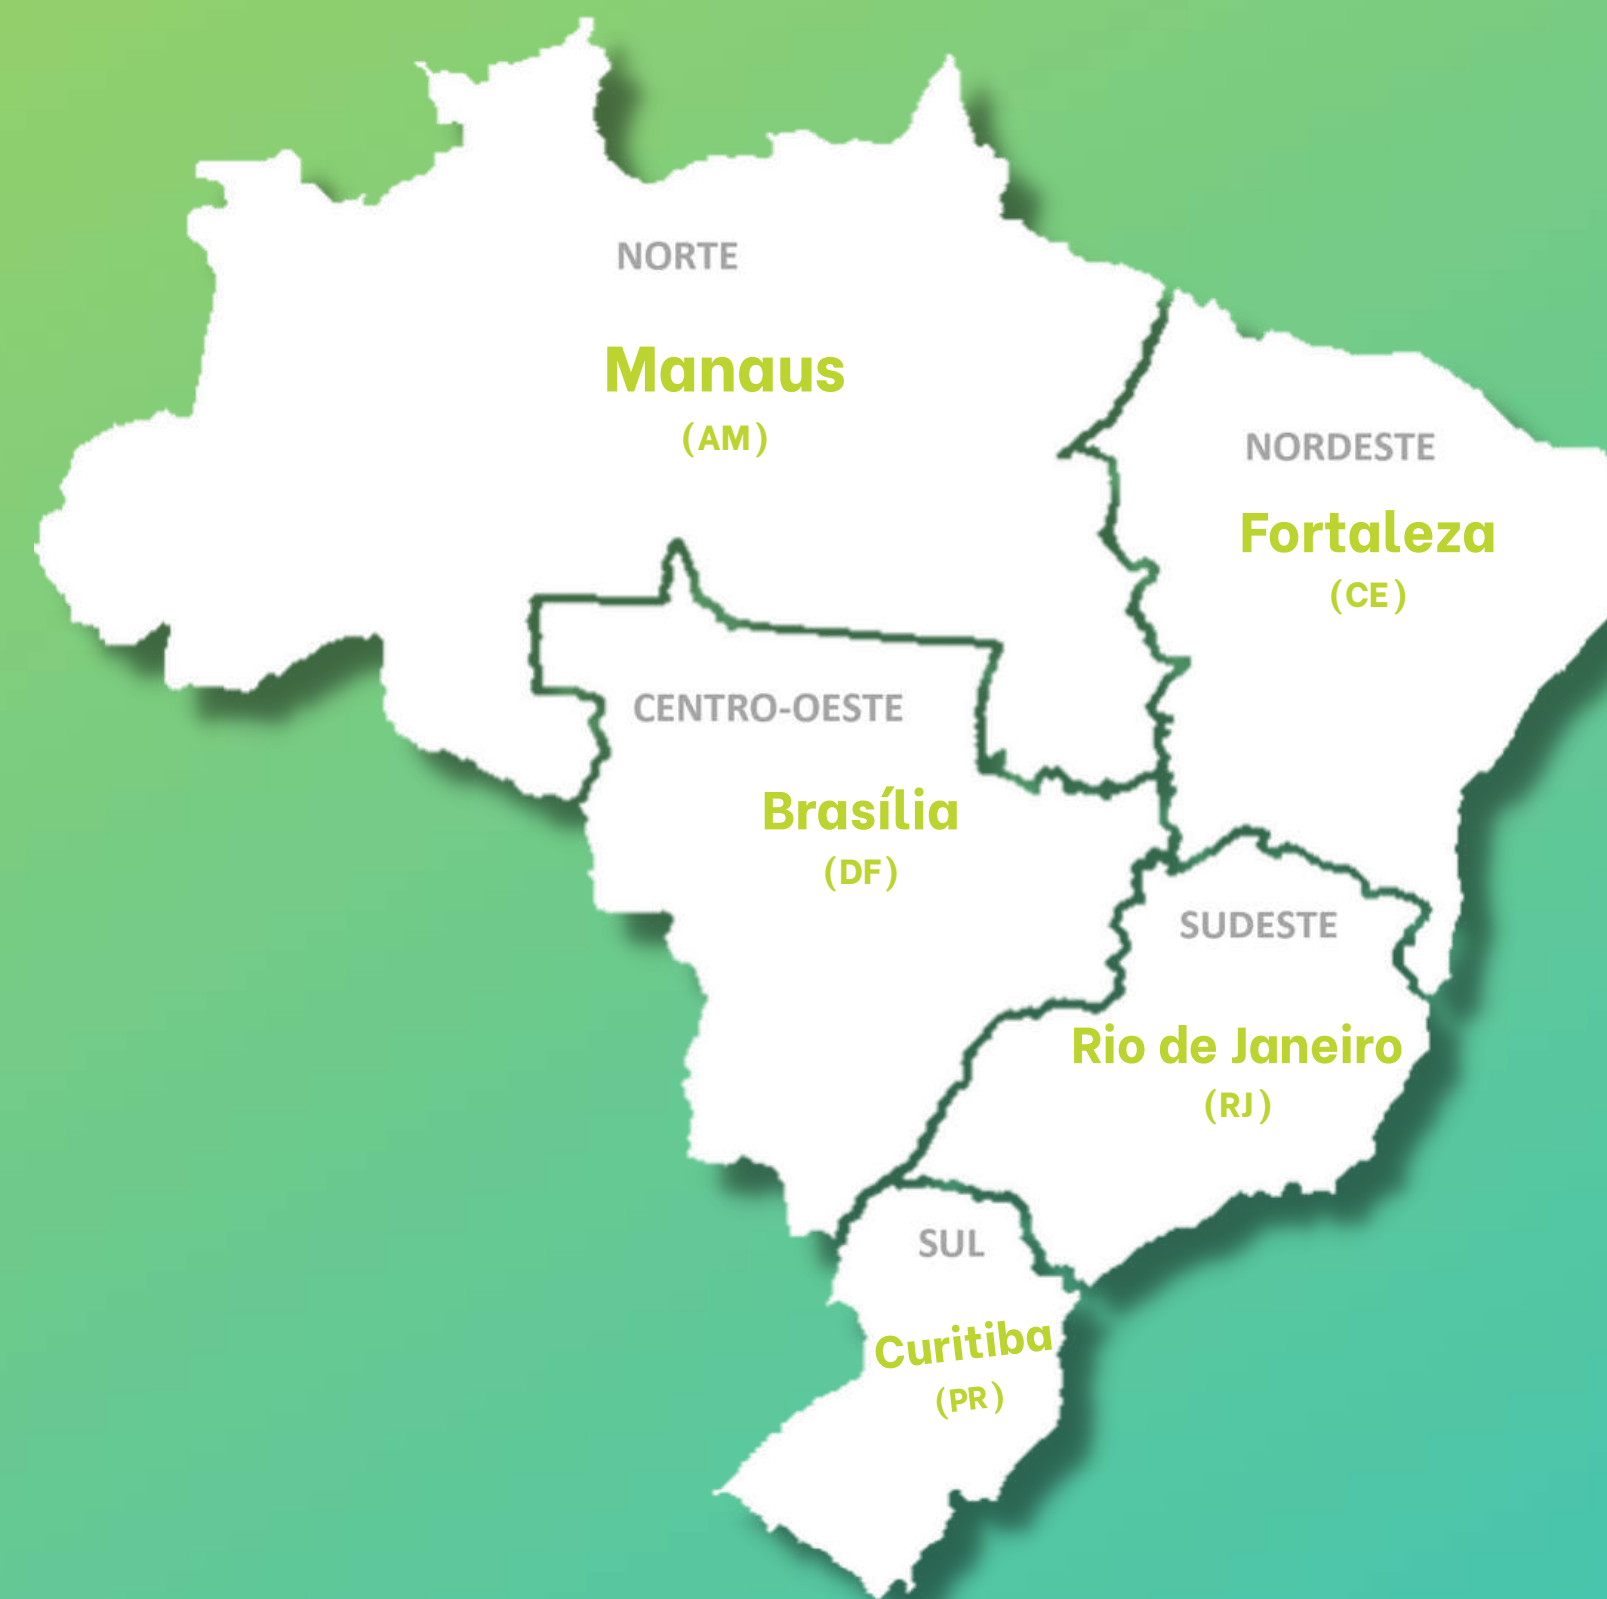 NORTE
Manaus
(AM)
NORDESTE
Fortaleza
(CE)
CENTRO-OESTE
Brasília
(DF)
SUDESTE
Rio de Janeiro
(RJ)
SUL
Curitiba
(PR)